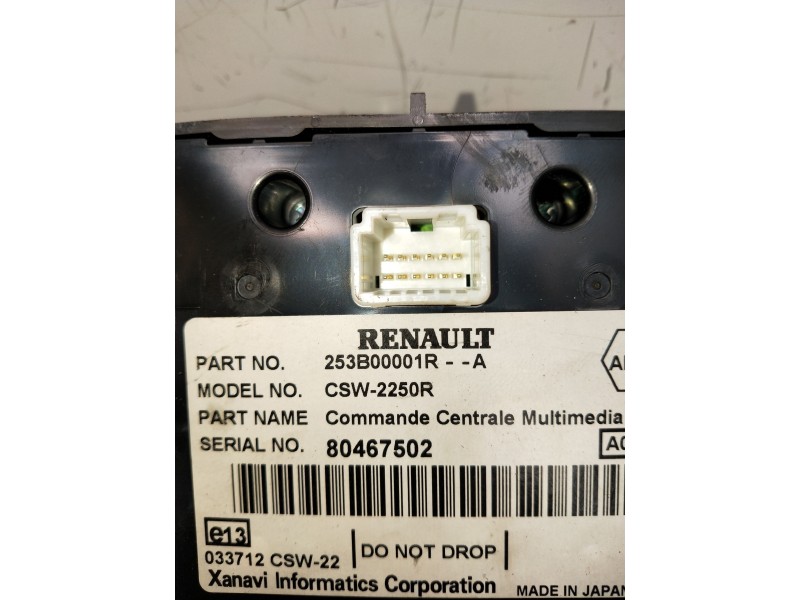 RENAULT
PART NO. 253B00001R - -A
MODEL NO. CSW-2250R
PART NAME Commande Centrale Multimedia
SERIAL NO. 80467502
e13
033712 CSW-22
DO NOT DROP
Xanavi Informatics Corporation
MADE IN JAPAN